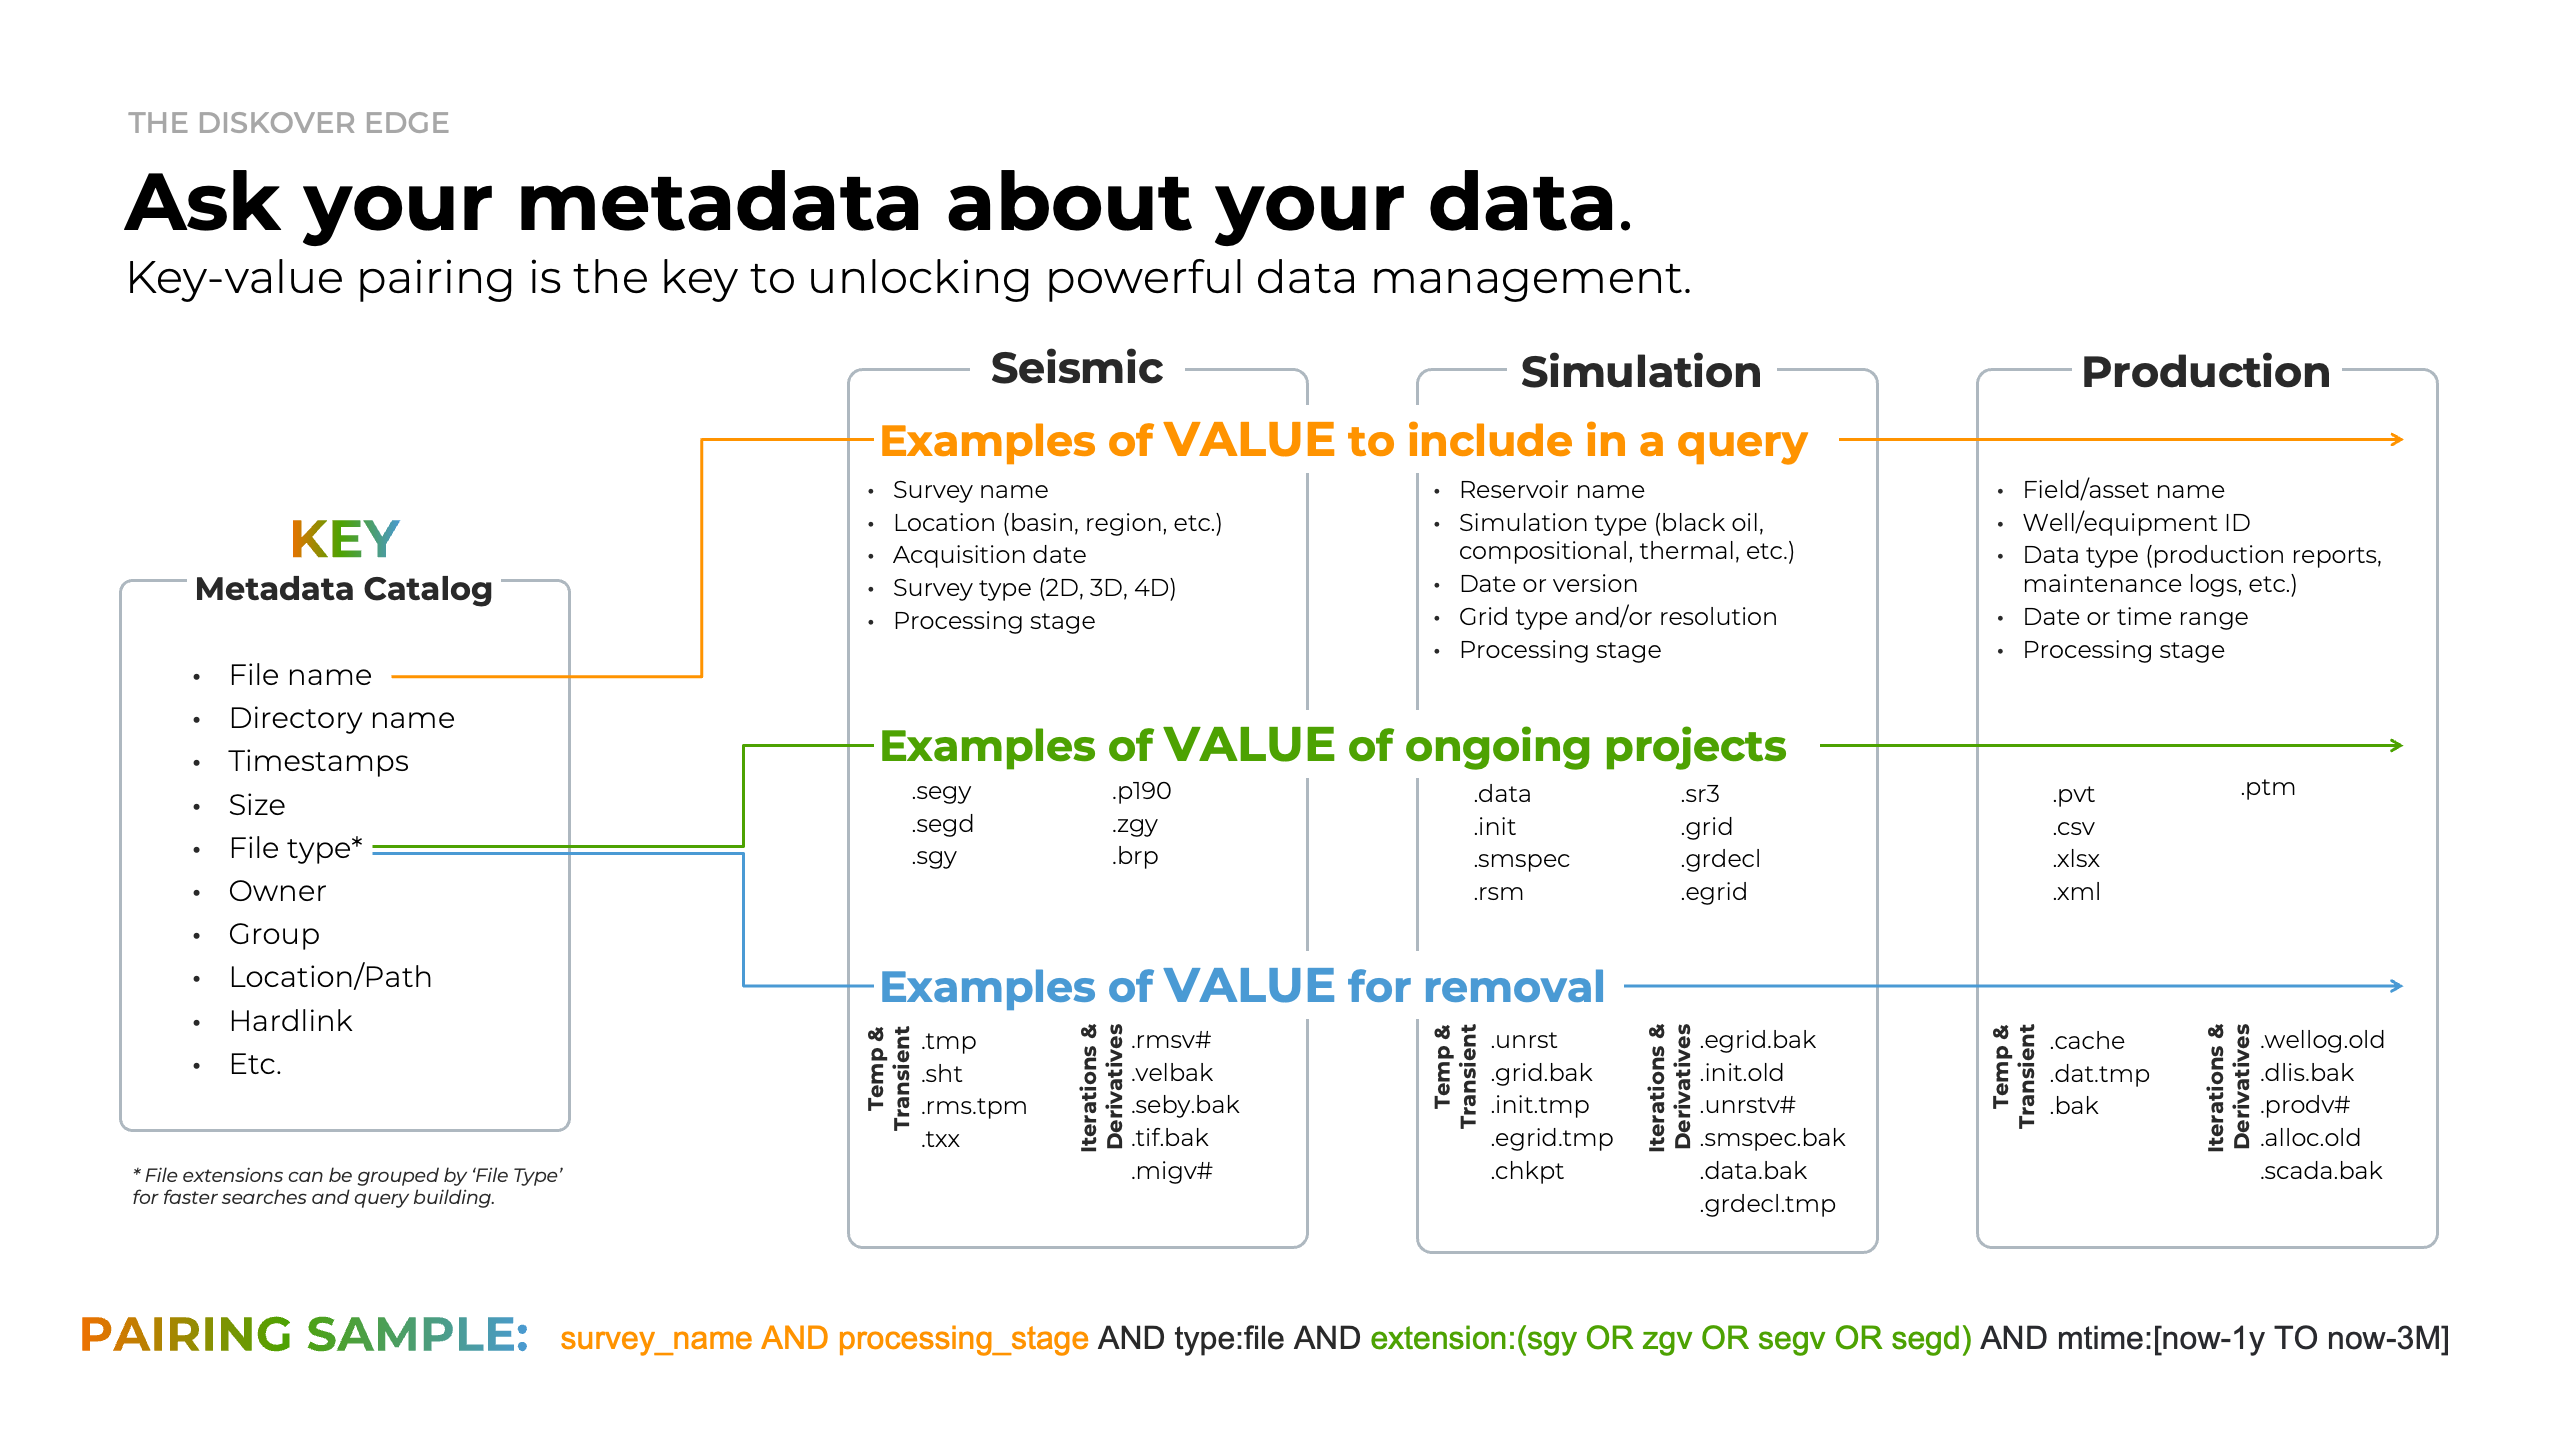 THE DISKOVER EDGE
Ask your metadata about your data.
Key-value pairing is the key to unlocking powerful data management.
KEY
Metadata Catalog
• File name
• Directory name
• Timestamps
• Size
• File type*
• Owner
• Group
• Location/Path
• Hardlink
• Etc.
* File extensions can be grouped by ‘File Type’
for faster searches and query building.
Seismic
Simulation
Production
Examples of VALUE to include in a query
• Survey name
• Location (basin, region, etc.)
• Acquisition date
• Survey type (2D, 3D, 4D)
• Processing stage
• Reservoir name
• Simulation type (black oil,
compositional, thermal, etc.)
• Date or version
• Grid type and/or resolution
• Processing stage
• Field/asset name
• Well/equipment ID
• Data type (production reports,
maintenance logs, etc.)
• Date or time range
• Processing stage
Examples of VALUE of ongoing projects
.segy
.segd
.sgy
.p190
.zgy
.brp
.data
.init
.smspec
.rsm
.sr3
.grid
.grdecl
.egrid
.pvt
.csv
.xlsx
.xml
.ptm
Examples of VALUE for removal
Temp &
Transient
.tmp
.sht
.rms.tpm
.txx
Iterations &
Derivatives
.rmsv#
.velbak
.seby.bak
.tif.bak
.migv#
Temp &
Transient
.unrst
.grid.bak
.init.tmp
.egrid.tmp
.chkpt
Iterations &
Derivatives
.egrid.bak
.init.old
.unrstv#
.smspec.bak
.data.bak
.grdecl.tmp
Temp &
Transient
.cache
.dat.tmp
.bak
Iterations &
Derivatives
.wellog.old
.dlis.bak
.prodv#
.alloc.old
.scada.bak
PAIRING SAMPLE: survey_name AND processing_stage AND type:file AND extension:(sgy OR zgv OR segv OR segd) AND mtime:[now-1y TO now-3M]